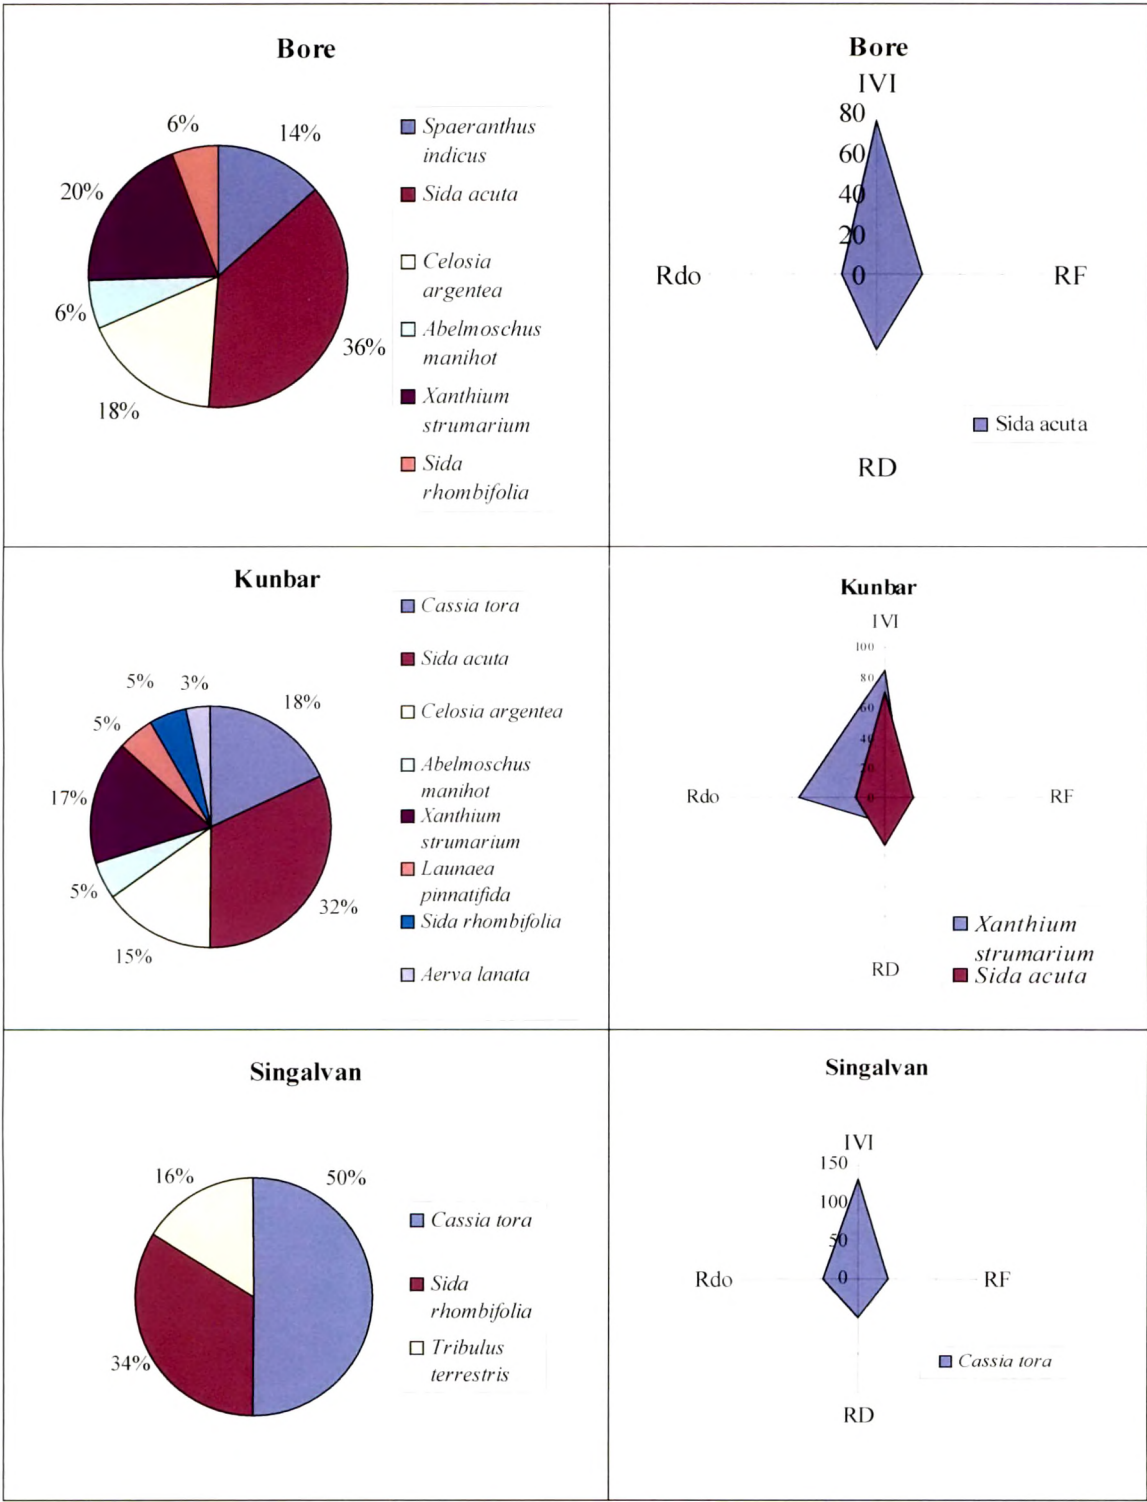 Bore
6%
14%
20%
6%
36%
18%
Spaeranthus
indicus
Sida acuta
Celosia
argentea
Abelmoschus
manihot
Xanthium
strumarium
Sida
rhombifolia
Bore
IVI
80
60
40
20
0
Rdo
RF
RD
Sida acuta
Kunbar
5%
3%
18%
5%
17%
5%
32%
15%
Cassia tora
Sida acuta
Celosia argentea
Abelmoschus
manihot
Xanthium
strumarium
Launaea
pinnatifida
Sida rhombifolia
Aerva lanata
Kunbar
IVI
100
80
60
40
20
0
Rdo
RF
RD
Xanthium
strumarium
Sida acuta
Singalvan
16%
50%
34%
Cassia tora
Sida
rhombifolia
Tribulus
terrestris
Singalvan
IVI
150
100
50
0
Rdo
RF
RD
Cassia tora